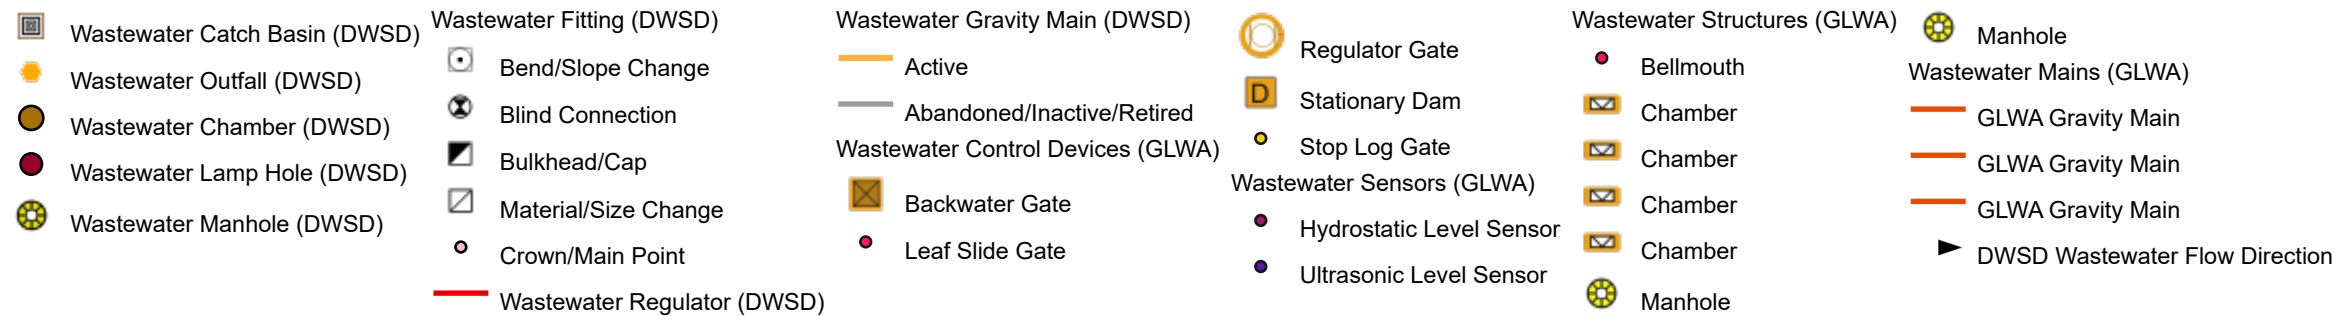 Wastewater Catch Basin (DWSD)
Wastewater Outfall (DWSD)
Wastewater Chamber (DWSD)
Wastewater Lamp Hole (DWSD)
Wastewater Manhole (DWSD)
Wastewater Fitting (DWSD)
Bend/Slope Change
Blind Connection
Bulkhead/Cap
Material/Size Change
Crown/Main Point
Wastewater Regulator (DWSD)
Wastewater Gravity Main (DWSD)
Active
Abandoned/Inactive/Retired
Wastewater Control Devices (GLWA)
Backwater Gate
Leaf Slide Gate
Regulator Gate
D
Stationary Dam
Stop Log Gate
Wastewater Sensors (GLWA)
Hydrostatic Level Sensor
Ultrasonic Level Sensor
Wastewater Structures (GLWA)
Bellmouth
Chamber
Chamber
Chamber
Chamber
Manhole
Manhole
Wastewater Mains (GLWA)
GLWA Gravity Main
GLWA Gravity Main
GLWA Gravity Main
DWSD Wastewater Flow Direction